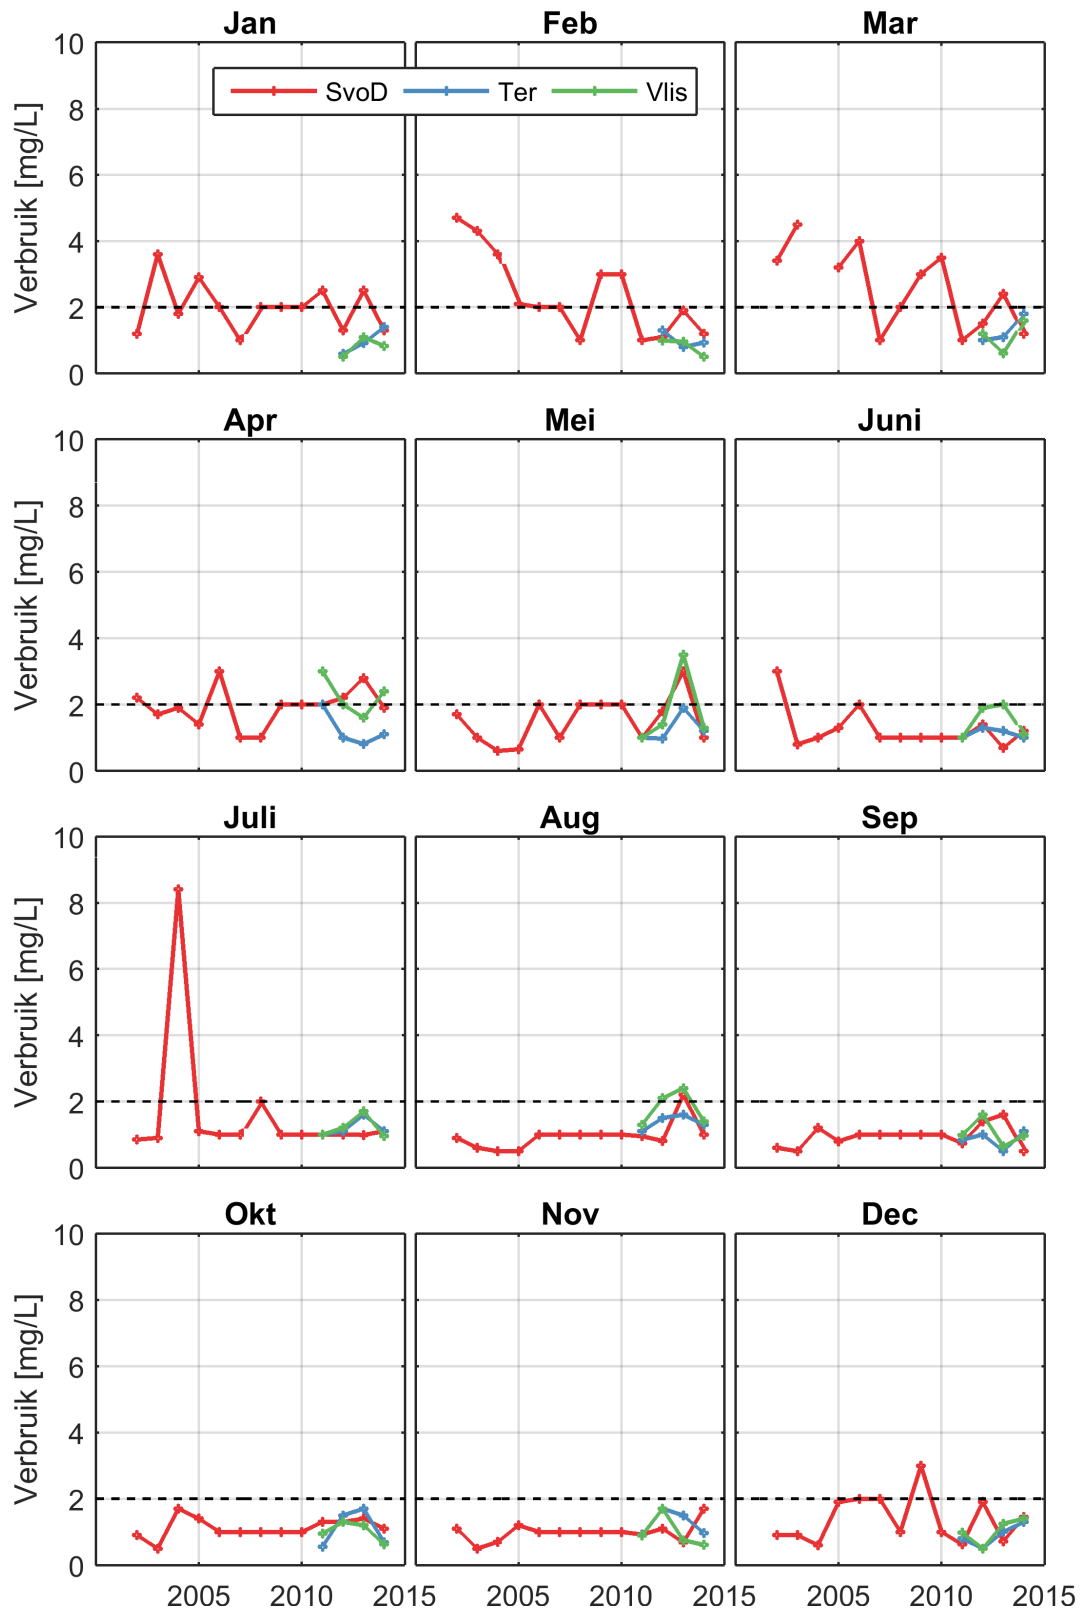 Jan Feb Mar
SvoD Ter Vlis
Verbruik [mg/L]
10
8
6
4
2
0
Apr Mei Juni
Verbruik [mg/L]
10
8
6
4
2
0
Juli Aug Sep
Verbruik [mg/L]
10
8
6
4
2
0
Okt Nov Dec
Verbruik [mg/L]
10
8
6
4
2
0
2005 2010 2015 2005 2010 2015 2005 2010 2015